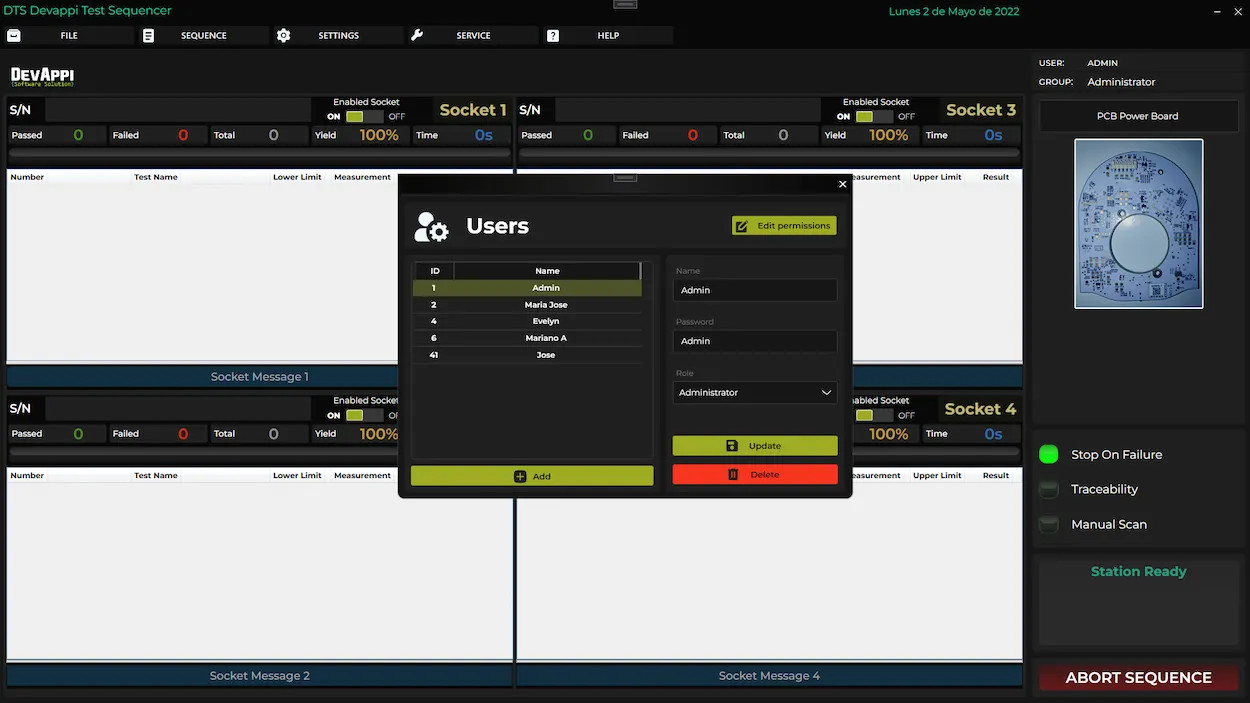 DTS Devappi Test Sequencer
Lunes 2 de Mayo de 2022
FILE SEQUENCE SETTINGS SERVICE HELP
DEVAPPI
(Software Solution)
USER: ADMIN
GROUP: Administrator
PCB Power Board
S/N Enabled Socket ON OFF Socket 1
Passed 0 Failed 0 Total 0 Yield 100% Time 0s
Number Test Name Lower Limit Measurement
Socket Message 1
S/N Enabled Socket ON OFF Socket 3
Passed 0 Failed 0 Total 0 Yield 100% Time 0s
easurement Upper Limit Result
Users
Edit permissions
ID Name
1 Admin
2 Maria Jose
4 Evelyn
6 Mariano A
41 Jose
Add
Name
Admin
Password
Admin
Role
Administrator
Update
Delete
S/N Enabled Socket ON OF
Passed 0 Failed 0 Total 0 Yield 100%
Number Test Name Lower Limit Measurement
Socket Message 2
abled Socket OFF Socket 4
100% Time 0s
easurement Upper Limit Result
Socket Message 4
Stop On Failure
Traceability
Manual Scan
Station Ready
ABORT SEQUENCE